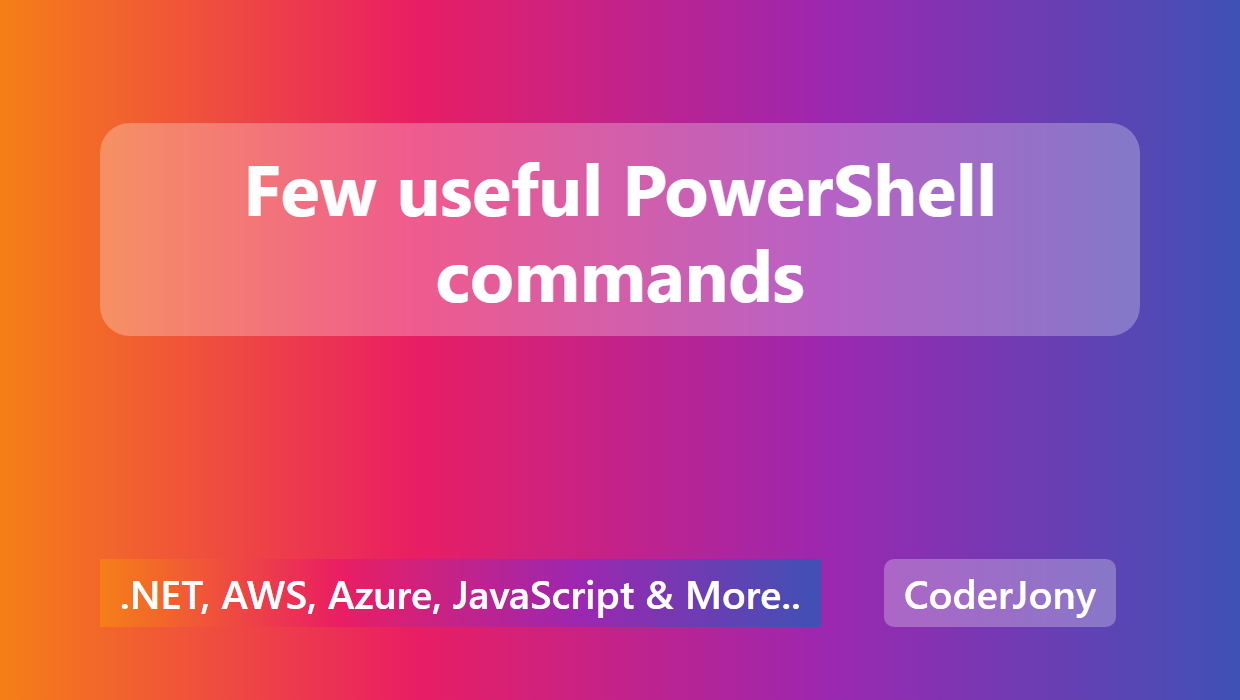 Few useful PowerShell
commands
.NET, AWS, Azure, JavaScript & More..
CoderJony